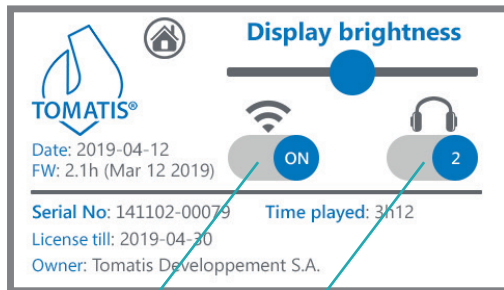 Display brightness
TOMATIS®
Date: 2019-04-12
FW: 2.1h (Mar 12 2019)
ON
2
Serial No: 141102-00079 Time played: 3h12
License till: 2019-04-30
Owner: Tomatis Developpement S.A.